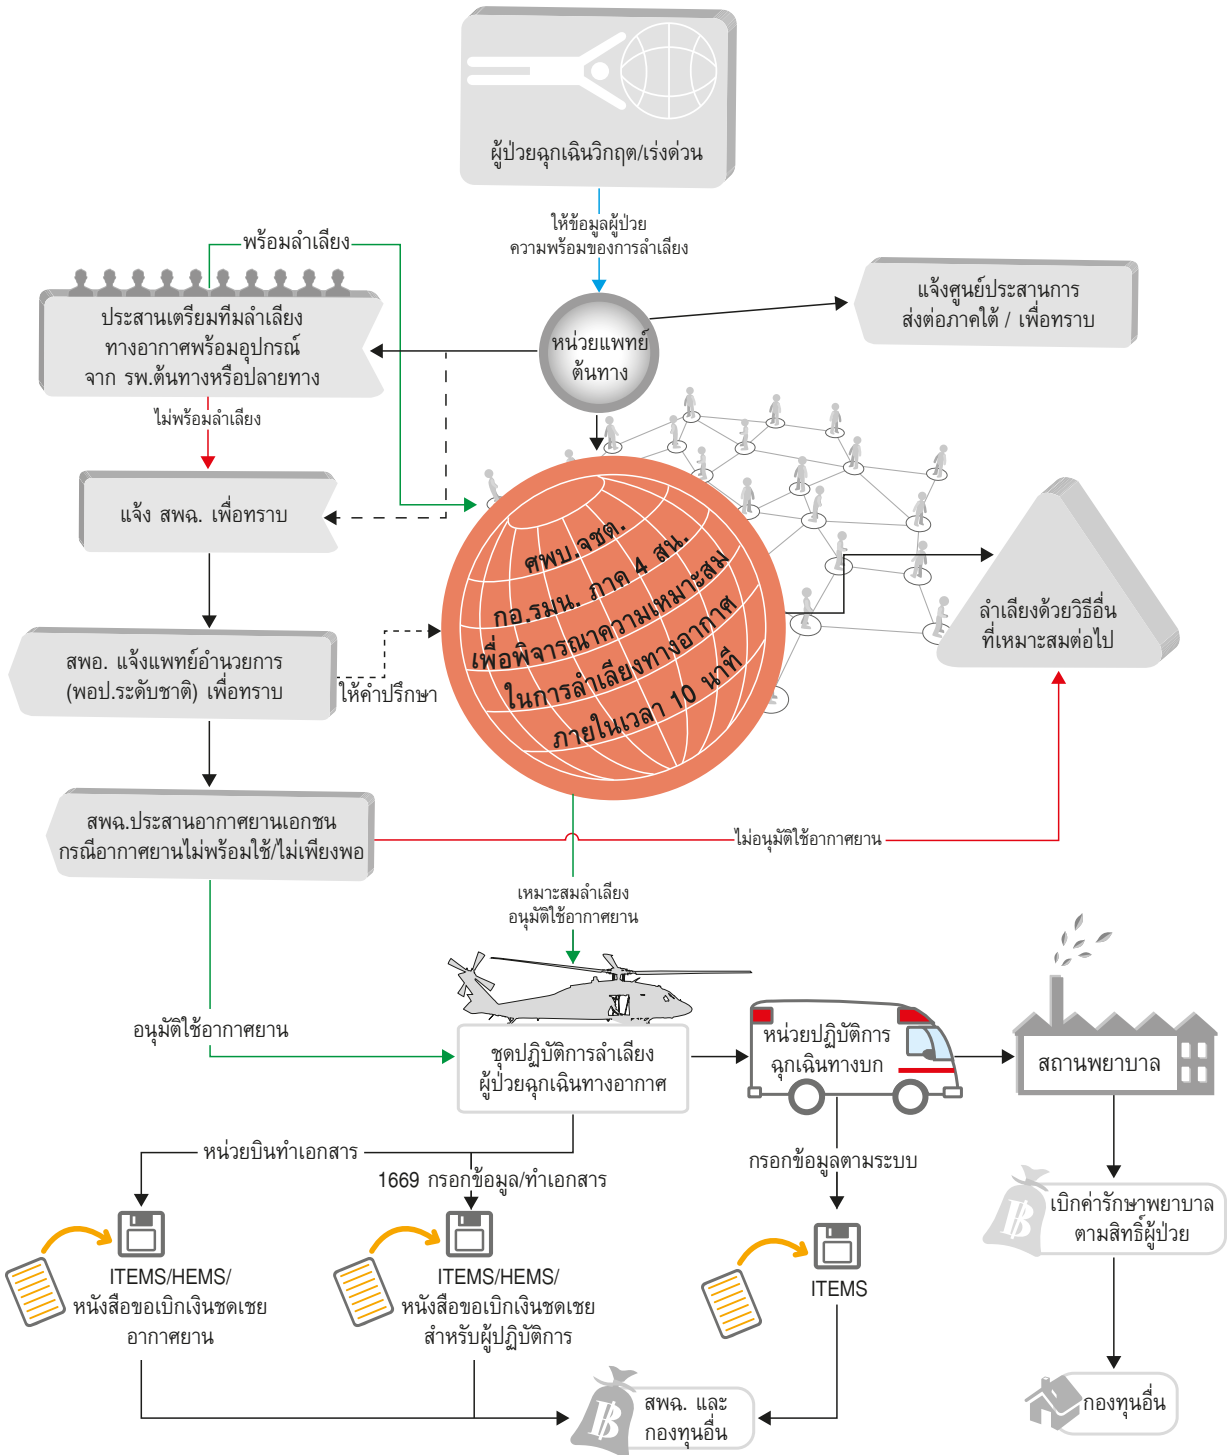 ผู้ป่วยฉุกเฉินวิกฤต/เร่งด่วน
ให้ข้อมูลผู้ป่วย
ความพร้อมของการลำเลียง
พร้อมลำเลียง
แจ้งศูนย์ประสานการ
ส่งต่อภาคใต้ / เพื่อทราบ
หน่วยแพทย์
ต้นทาง
ประสานเตรียมทีมลำเลียง
ทางอากาศพร้อมอุปกรณ์
จาก รพ.ต้นทางหรือปลายทาง
ไม่พร้อมลำเลียง
แจ้ง สพฉ. เพื่อทราบ
ศพบ.จชต.
กอ.รมน. ภาค 4 สน.
เพื่อพิจารณาความเหมาะสม
ในการลำเลียงทางอากาศ
ภายในเวลา 10 นาที
ลำเลียงด้วยวิธีอื่น
ที่เหมาะสมต่อไป
สพอ. แจ้งแพทย์อำนวยการ
(พอป.ระดับชาติ) เพื่อทราบ
ให้คำปรึกษา
สพฉ.ประสานอากาศยานเอกชน
กรณีอากาศยานไม่พร้อมใช้/ไม่เพียงพอ
ไม่อนุมัติใช้อากาศยาน
เหมาะสมลำเลียง
อนุมัติใช้อากาศยาน
อนุมัติใช้อากาศยาน
ชุดปฏิบัติการลำเลียง
ผู้ป่วยฉุกเฉินทางอากาศ
หน่วยปฏิบัติการ
ฉุกเฉินทางบก
สถานพยาบาล
หน่วยบินทำเอกสาร
1669 กรอกข้อมูล/ทำเอกสาร
กรอกข้อมูลตามระบบ
เบิกค่ารักษาพยาบาล
ตามสิทธิ์ผู้ป่วย
ITEMS/HEMS/
หนังสือขอเบิกเงินชดเชย
อากาศยาน
ITEMS/HEMS/
หนังสือขอเบิกเงินชดเชย
สำหรับผู้ปฏิบัติการ
ITEMS
สพฉ. และ
กองทุนอื่น
กองทุนอื่น